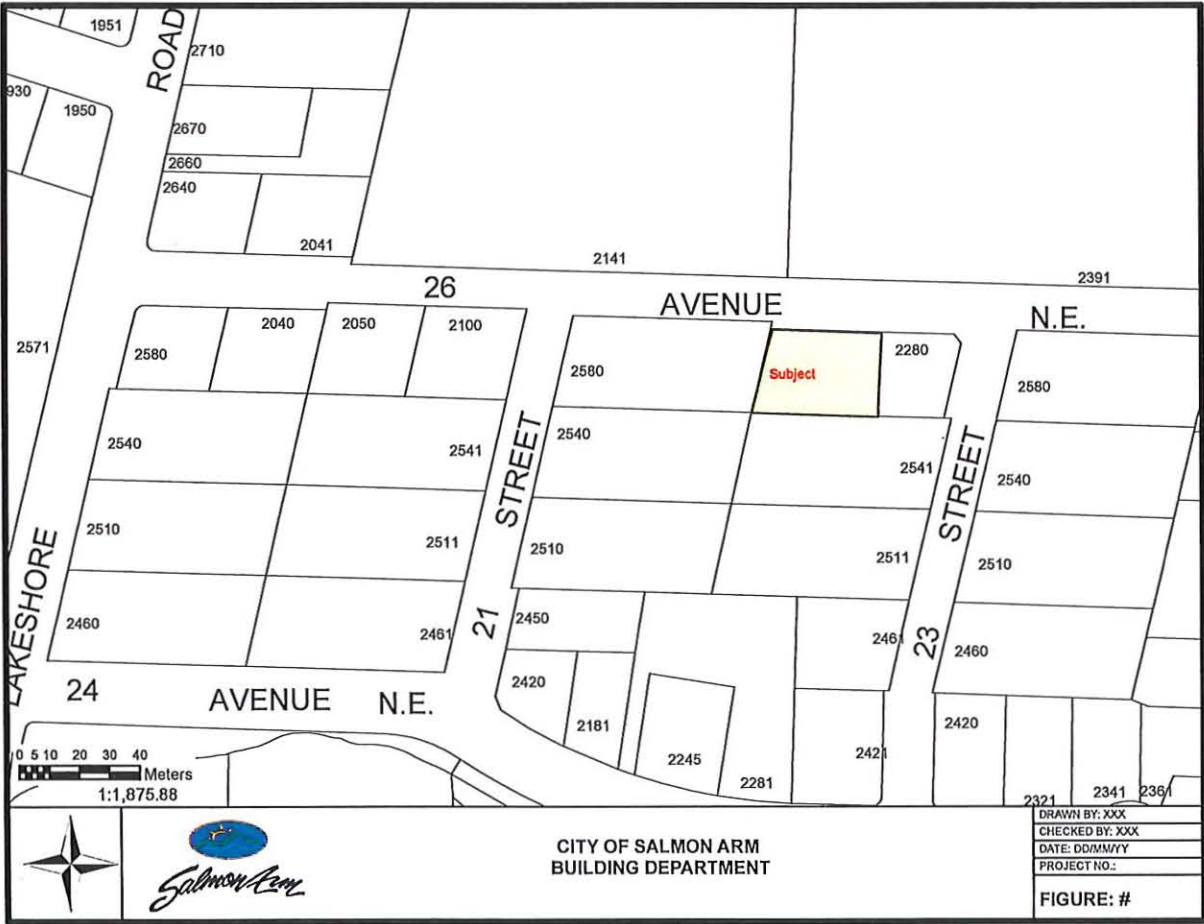 1951
ROAD
2710
930
1950
2670
2660
2640
2041
2141
2391
26
AVENUE
N.E.
2571
2580
2040
2050
2100
2580
Subject
2280
2580
2540
2541
STREET
2540
2541
STREET
2540
2510
2511
2510
2511
2510
LAKESHORE
2460
2461
21
2450
2461
23
2460
24
AVENUE
N.E.
2420
2181
2245
2281
2421
2420
2321
2341
2361
0 5 10 20 30 40
Meters
1:1,875.88
Salmon Arm
CITY OF SALMON ARM
BUILDING DEPARTMENT
DRAWN BY: XXX
CHECKED BY: XXX
DATE: DD/MM/YY
PROJECT NO.:
FIGURE: #